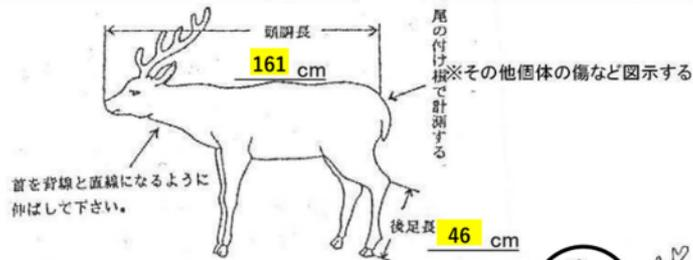 頭胴長
161 cm
尾の付け根で計測する
※その他個体の傷など図示する
首を背線と直線になるように
伸ばして下さい。
後足長 46 cm